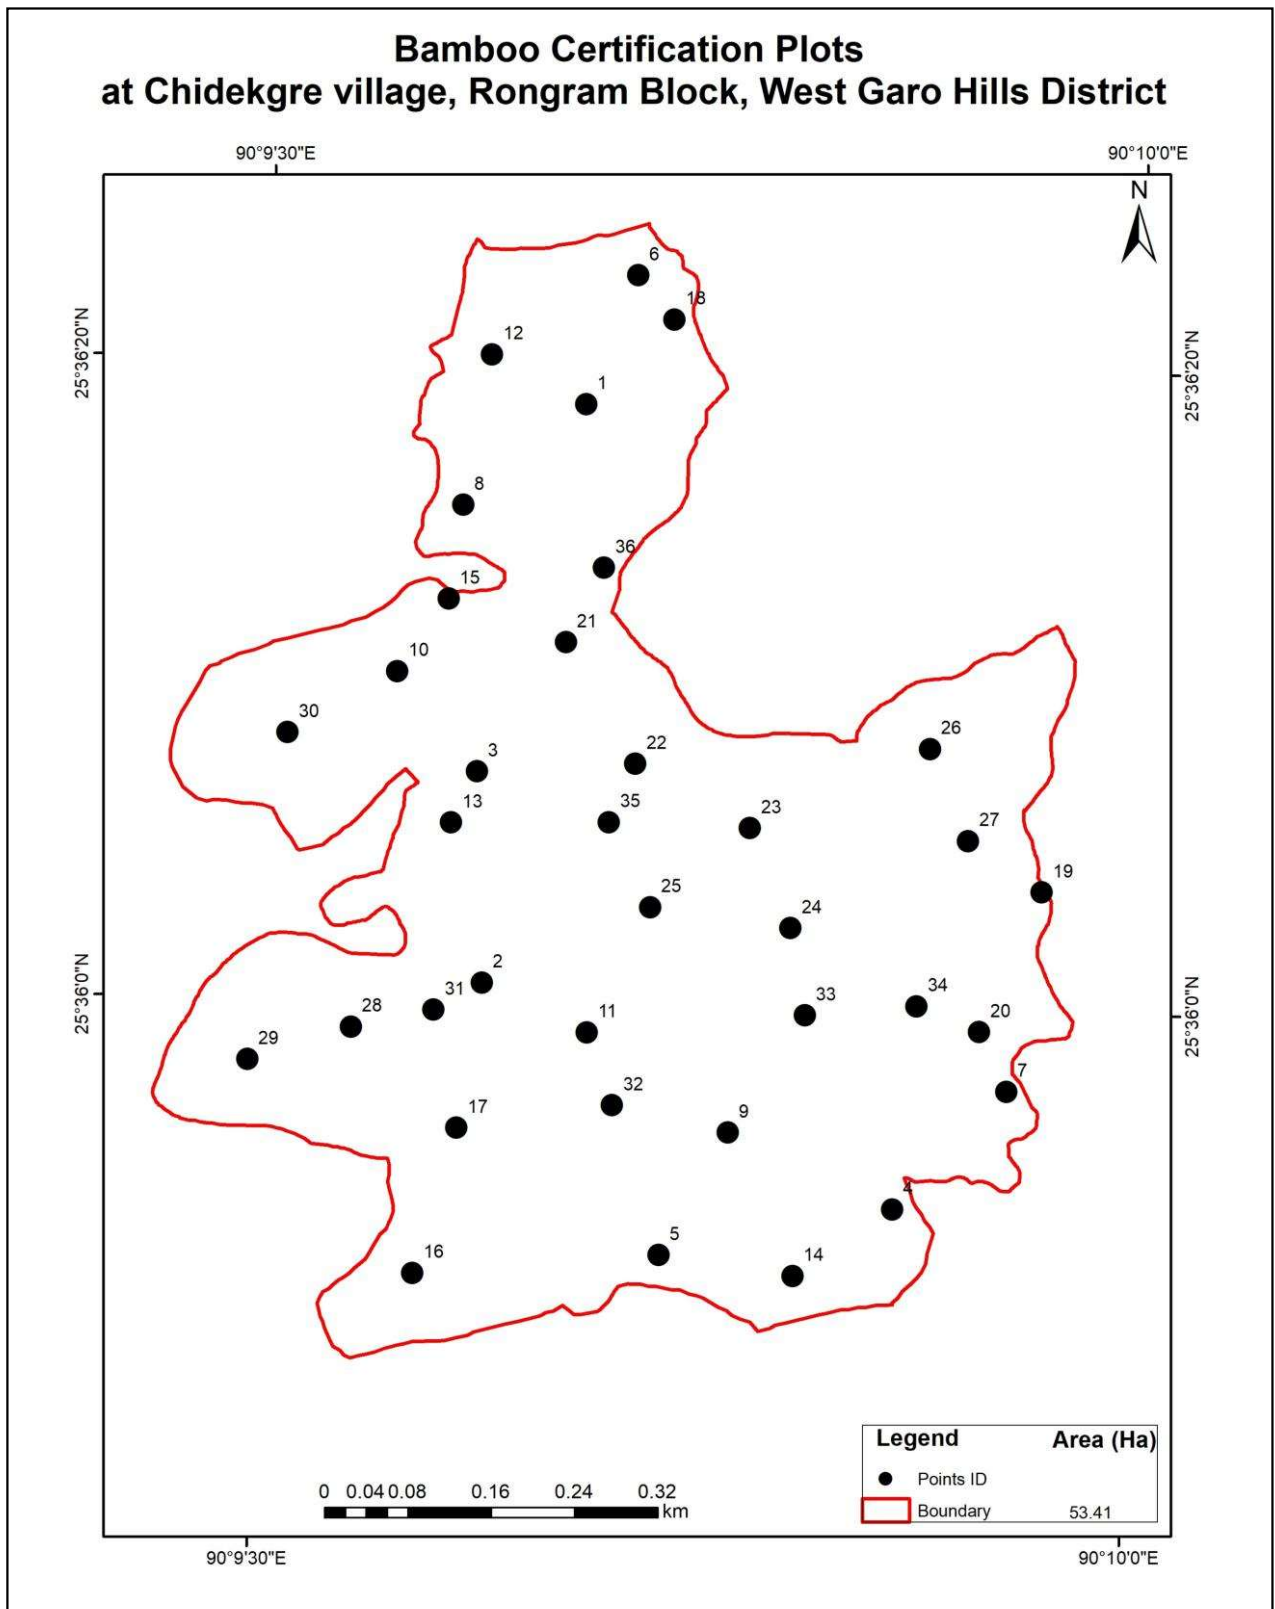 Bamboo Certification Plots
at Chidekgre village, Rongram Block, West Garo Hills District
90°9'30"E 90°10'0"E
N
6
18
25°36'20"N
12
25°36'20"N
1
8
36
15
21
10
30
26
22
3
13
35
23
27
19
25
24
2
25°36'0"N
31
34
33
28
11
20
25°36'0"N
29
7
32
17
9
4
5
16
14
Legend Area (Ha)
Points ID
Boundary 53.41
0 0.04 0.08 0.16 0.24 0.32
km
90°9'30"E 90°10'0"E